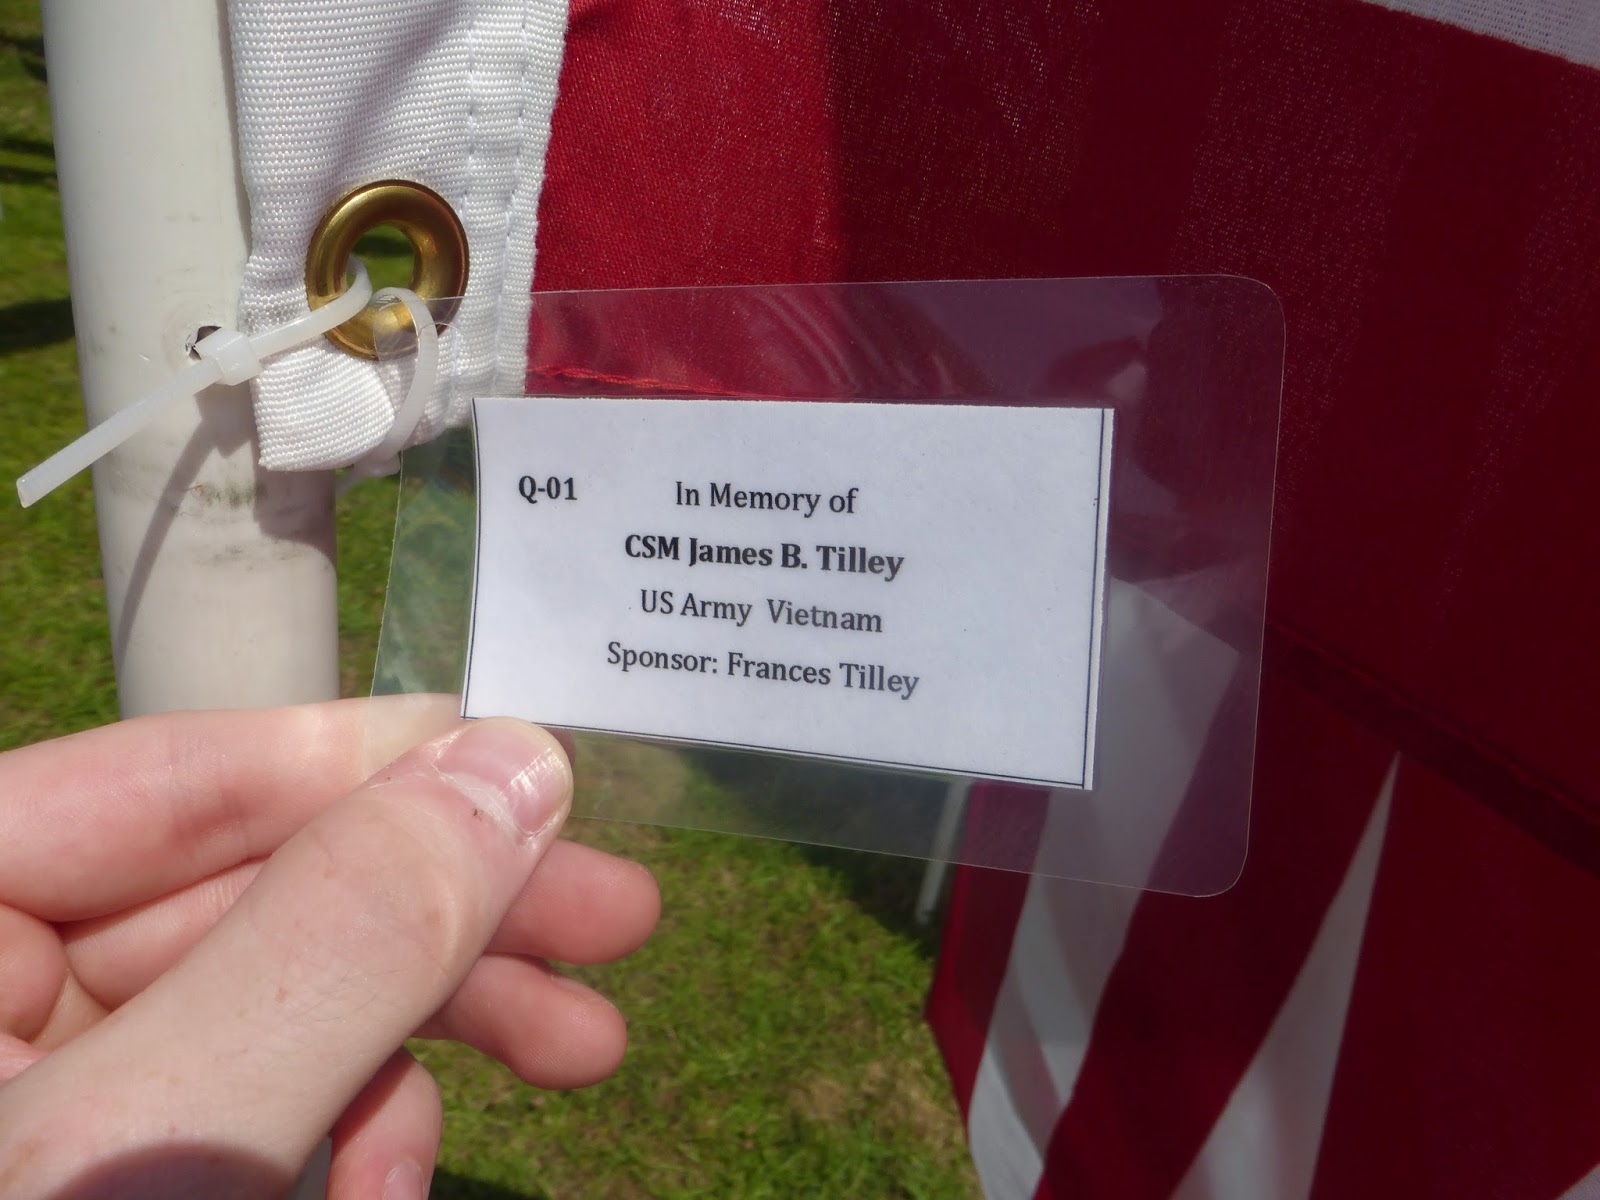 Q-01 In Memory of
CSM James B. Tilley
US Army Vietnam
Sponsor: Frances Tilley